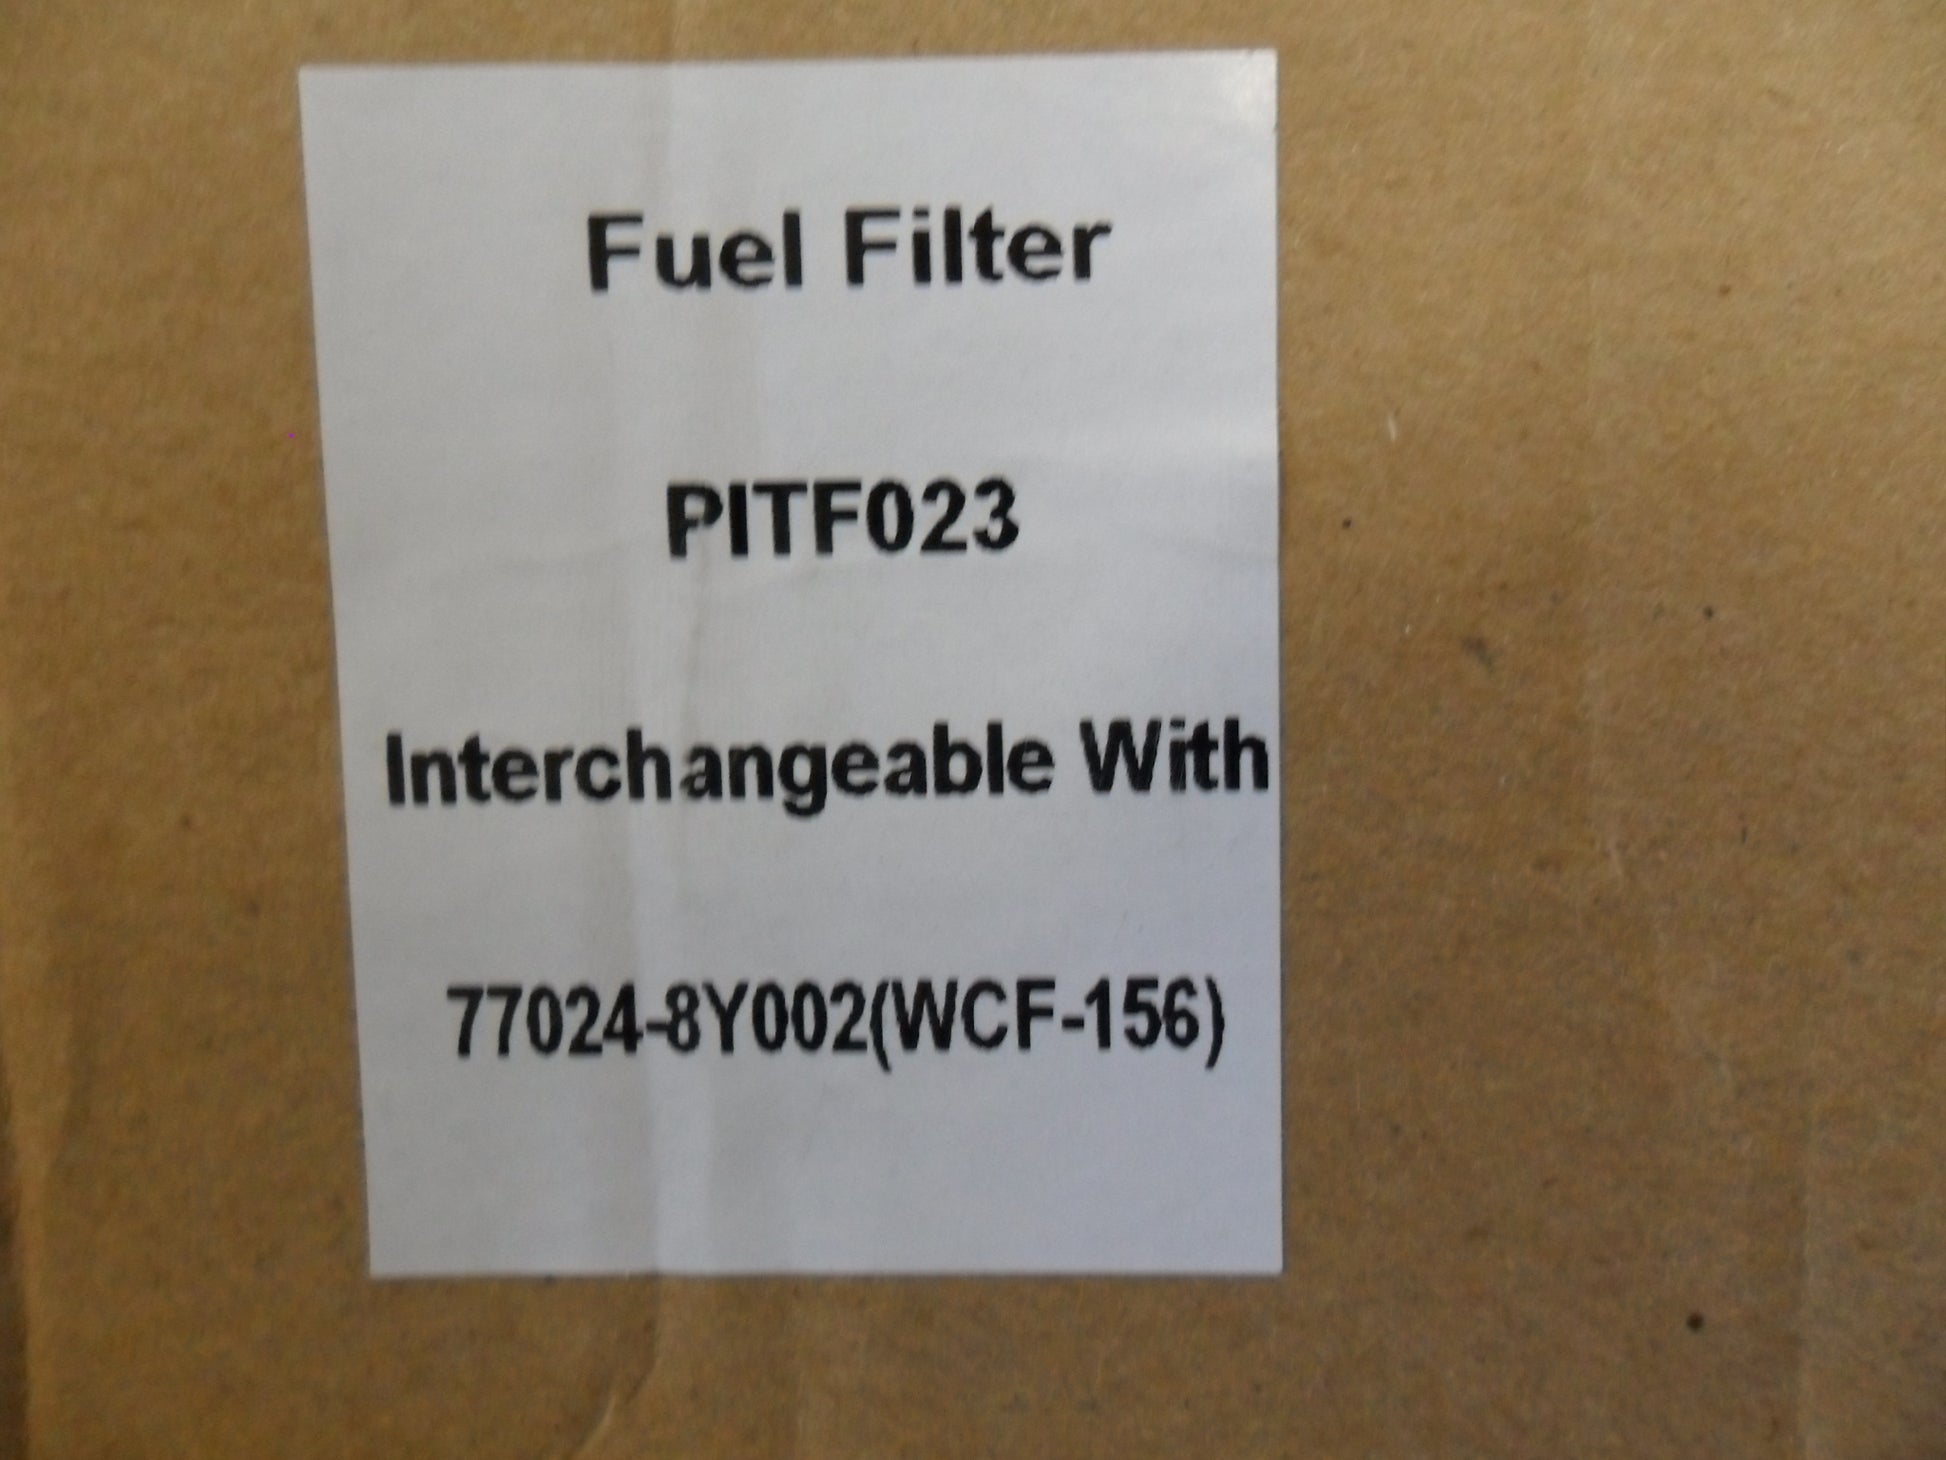 Fuel Filter
PITF023
Interchangeable With
77024-8Y002(WCF-156)